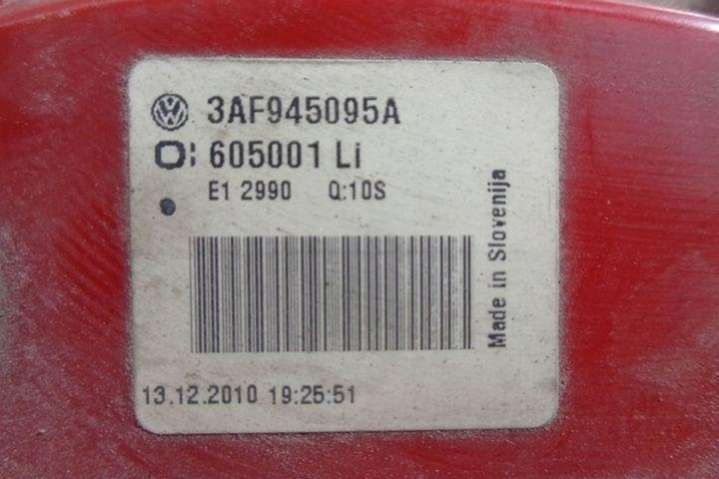 3AF945095A
605001 Li
E1 2990 Q:10S
Made in Slovenija
13.12.2010 19:25:51